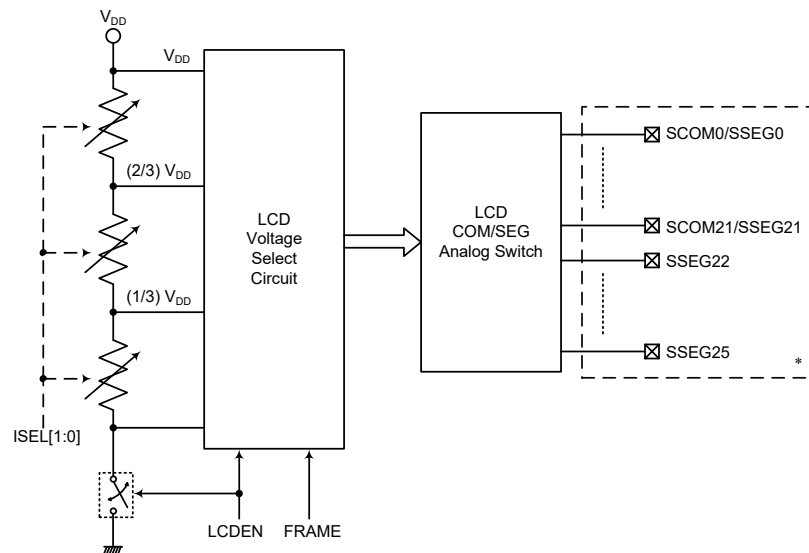 VDD
VDD
(2/3) VDD
(1/3) VDD
ISEL[1:0]
LCD
Voltage
Select
Circuit
LCDEN
FRAME
LCD
COM/SEG
Analog Switch
SCOM0/SSEG0
SCOM21/SSEG21
SSEG22
SSEG25
*